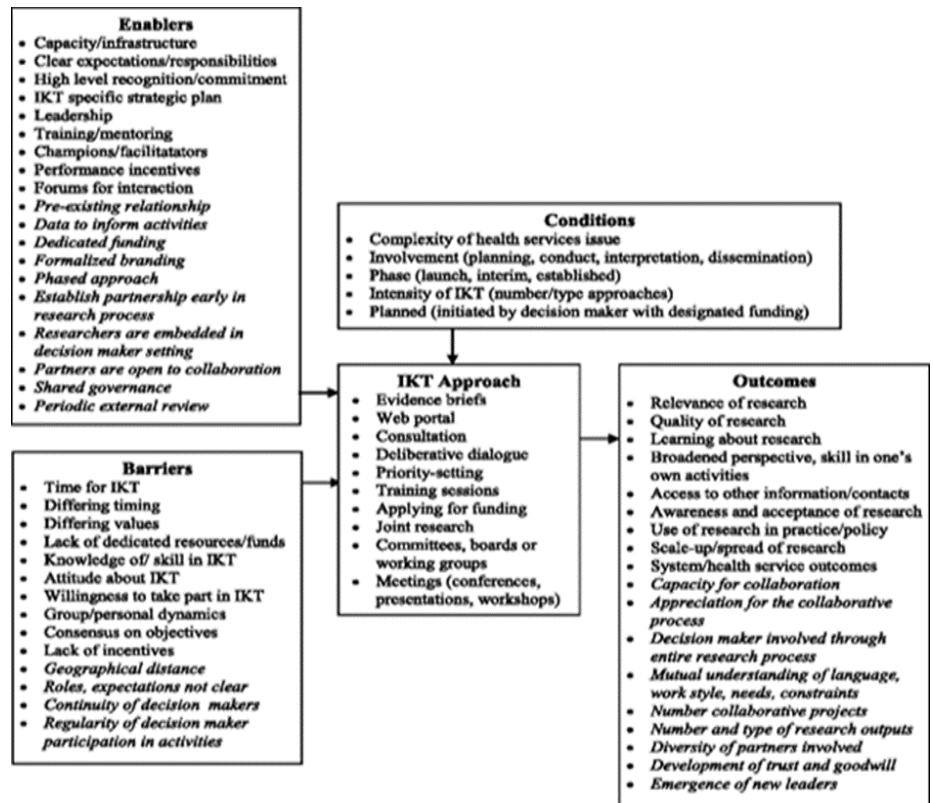 Enablers
• Capacity/infrastructure
• Clear expectations/responsibilities
• High level recognition/commitment
• IKT specific strategic plan
• Leadership
• Training/mentoring
• Champions/facilitatators
• Performance incentives
• Forums for interaction
• Pre-existing relationship
• Data to inform activities
• Dedicated funding
• Formalized branding
• Phased approach
• Establish partnership early in
research process
• Researchers are embedded in
decision maker setting
• Partners are open to collaboration
• Shared governance
• Periodic external review
Conditions
• Complexity of health services issue
• Involvement (planning, conduct, interpretation, dissemination)
• Phase (launch, interim, established)
• Intensity of IKT (number/type approaches)
• Planned (initiated by decision maker with designated funding)
Barriers
• Time for IKT
• Differing timing
• Differing values
• Lack of dedicated resources/funds
• Knowledge of/ skill in IKT
• Attitude about IKT
• Willingness to take part in IKT
• Group/personal dynamics
• Consensus on objectives
• Lack of incentives
• Geographical distance
• Roles, expectations not clear
• Continuity of decision makers
• Regularity of decision maker
participation in activities
IKT Approach
• Evidence briefs
• Web portal
• Consultation
• Deliberative dialogue
• Priority-setting
• Training sessions
• Applying for funding
• Joint research
• Committees, boards or
working groups
• Meetings (conferences,
presentations, workshops)
Outcomes
• Relevance of research
• Quality of research
• Learning about research
• Broadened perspective, skill in one's
own activities
• Access to other information/contacts
• Awareness and acceptance of research
• Use of research in practice/policy
• Scale-up/spread of research
• System/health service outcomes
• Capacity for collaboration
• Appreciation for the collaborative
process
• Decision maker involved through
entire research process
• Mutual understanding of language,
work style, needs, constraints
• Number collaborative projects
• Number and type of research outputs
• Diversity of partners involved
• Development of trust and goodwill
• Emergence of new leaders